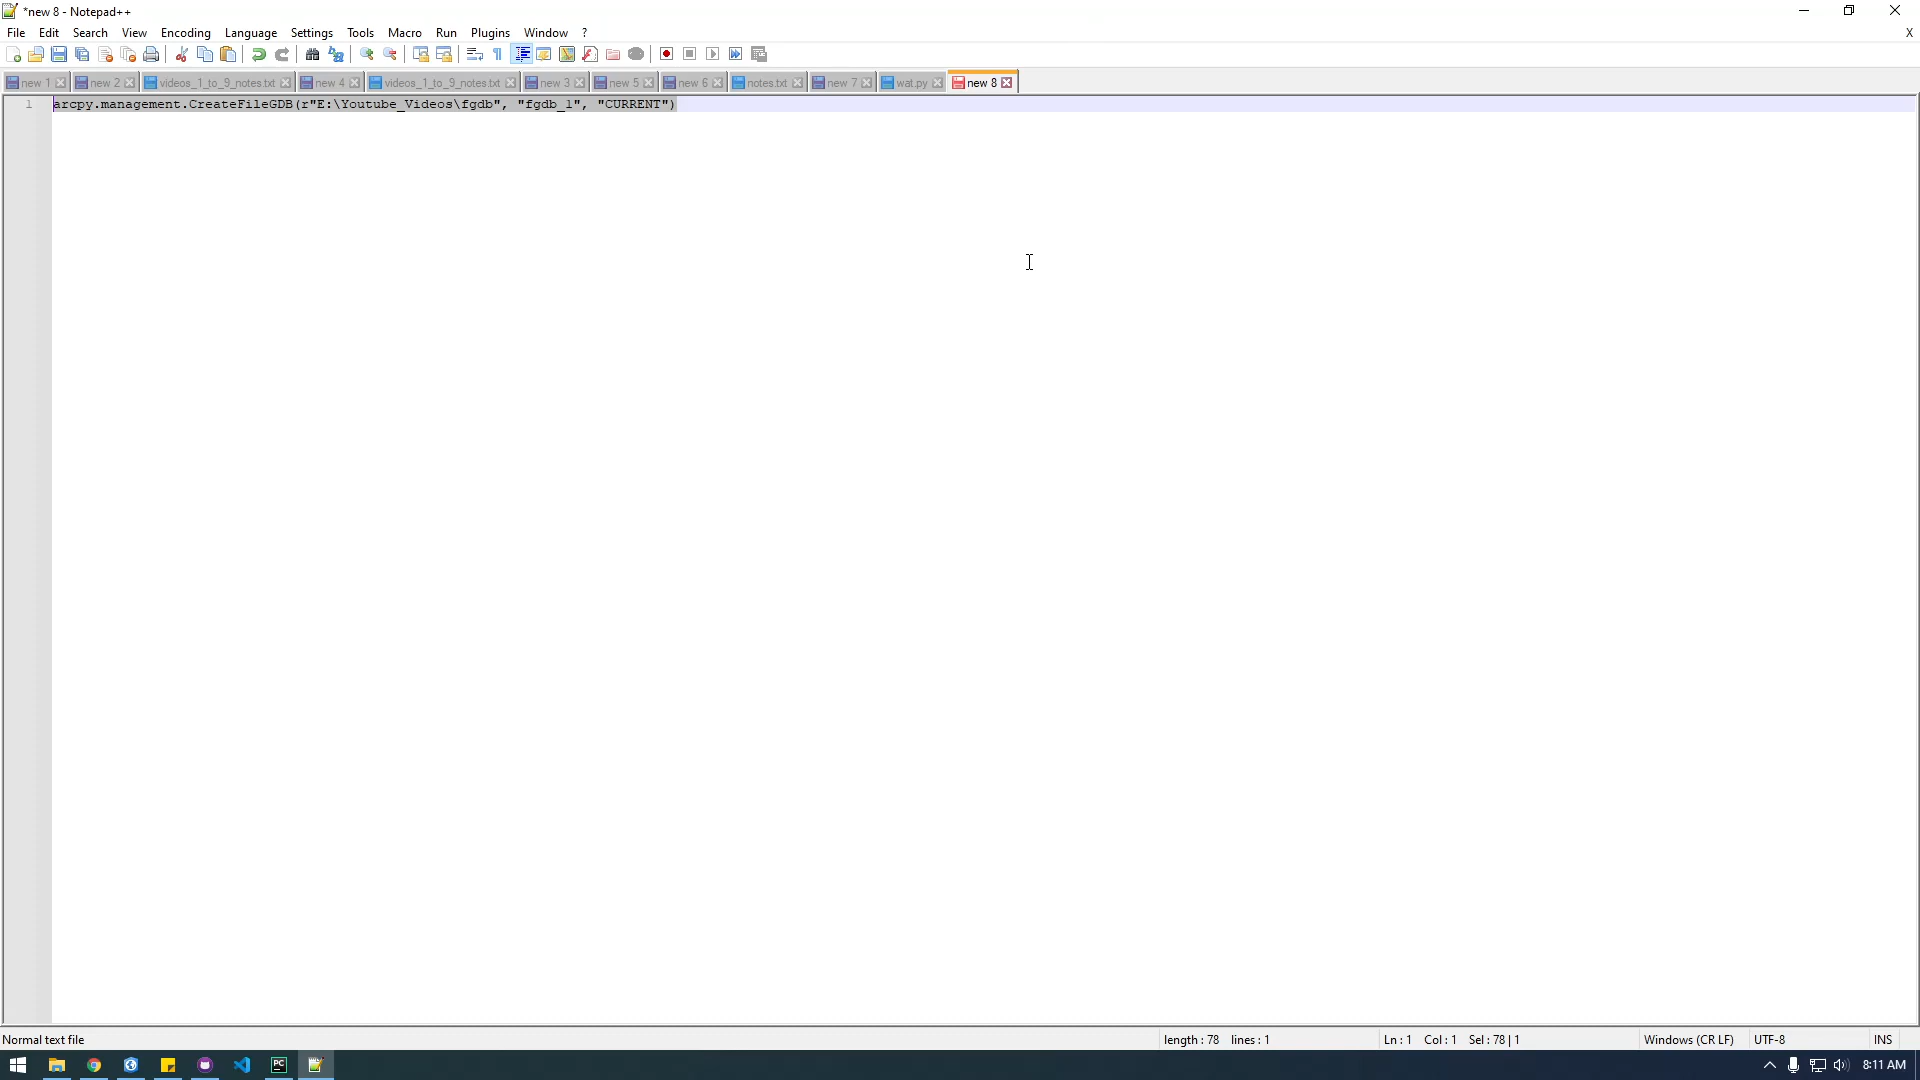 *new 8 - Notepad++
File Edit Search View Encoding Language Settings Tools Macro Run Plugins Window ? X
new 1 new 2 videos_1_to_9_notes.txt new 4 videos_1_to_9_notes.txt new 3 new 5 new 6 notes.txt new 7 wat.py new 8
1 arcpy.management.CreateFileGDB(r"E:\Youtube_Videos\fgdb", "fgdb_1", "CURRENT")
Normal text file length : 78 lines : 1 Ln : 1 Col : 1 Sel : 78 | 1 Windows (CR LF) UTF-8 INS
PC 8:11 AM